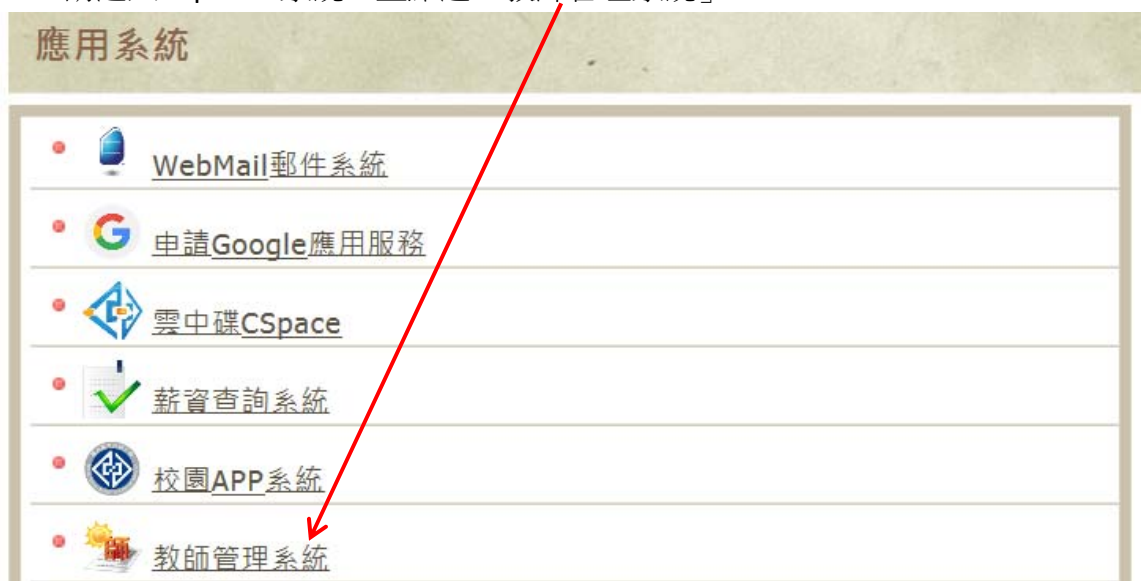 應用系統
WebMail郵件系統
申請Google應用服務
雲中碟CSpace
薪資查詢系統
校園APP系統
教師管理系統